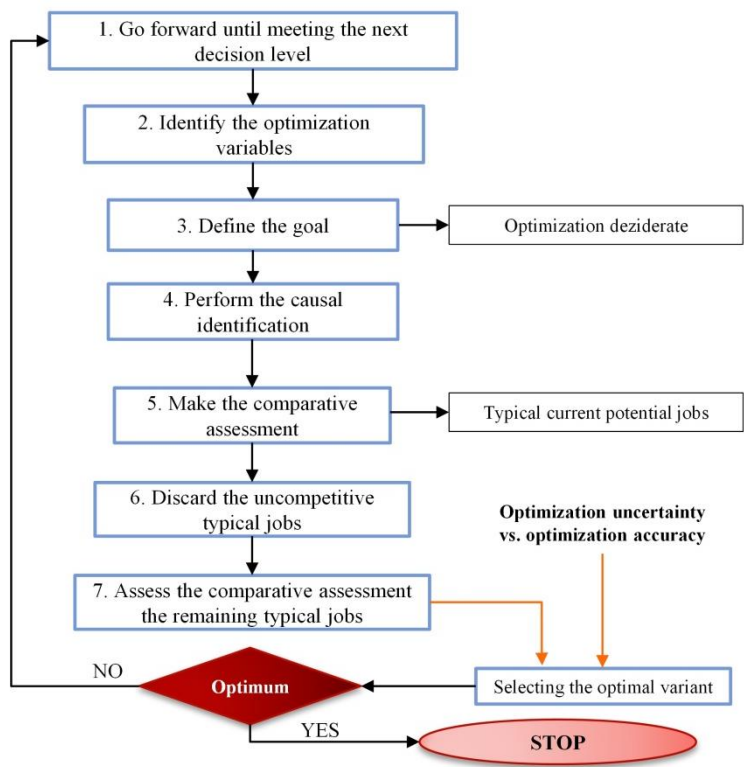 1. Go forward until meeting the next
decision level
2. Identify the optimization
variables
3. Define the goal
Optimization deziderate
4. Perform the causal
identification
5. Make the comparative
assessment
Typical current potential jobs
6. Discard the uncompetitive
typical jobs
Optimization uncertainty
vs. optimization accuracy
7. Assess the comparative assessment
the remaining typical jobs
NO
Optimum
Selecting the optimal variant
YES
STOP